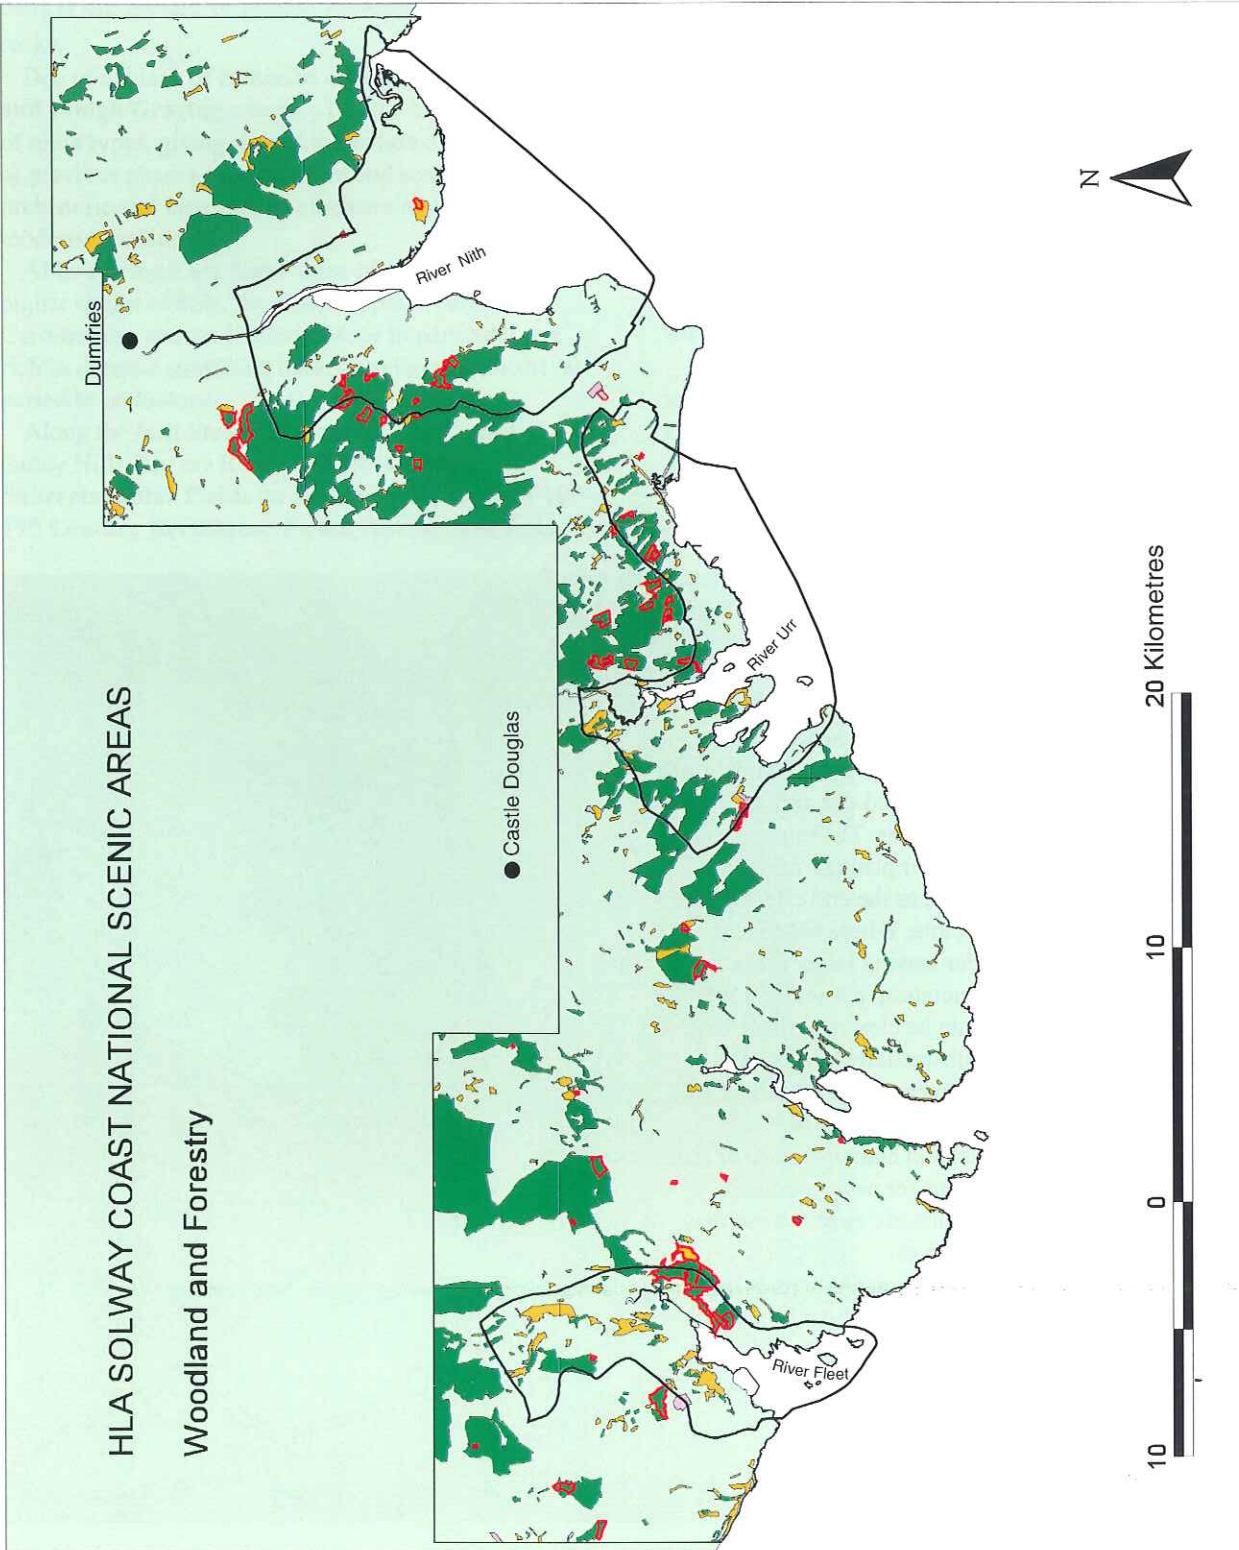 HLA SOLWAY COAST NATIONAL SCENIC AREAS
Woodland and Forestry
Dumfries
Castle Douglas
River Nith
River Urr
River Fleet
N
10 0 10 20 Kilometres